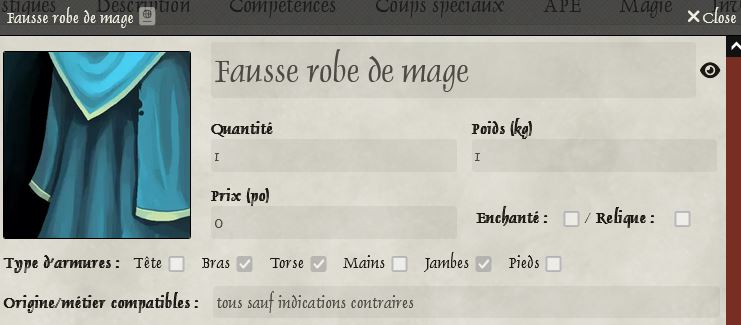 Description Compétences Coups spéciaux APE Magie
Fausse robe de mage Close
Fausse robe de mage
Quantité Poids (kg)
1 1
Prix (po)
0 Enchanté : / Relique :
Type d'armures : Tête Bras Torse Mains Jambes Pieds
Origine/métier compatibles : tous sauf indications contraires